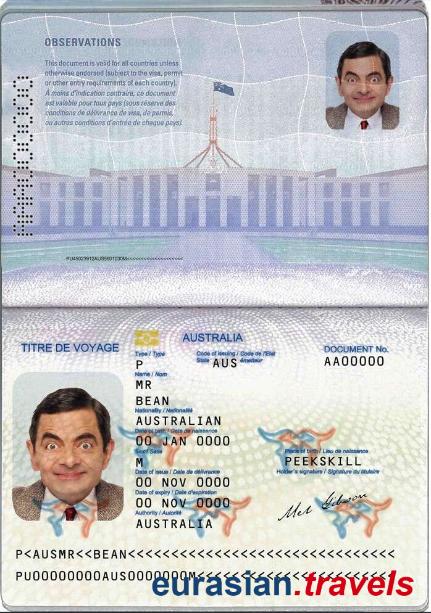 OBSERVATIONS
This document is valid for all countries unless
otherwise endorsed (subject to the visa, permit
or other entry requirements of each country).
À moins d'indication contraire, ce document
est valable pour tous pays (sous réserve des
conditions de délivrance de visa, de permis,
ou autres conditions d'entrée de chaque pays).
AUSTRALIA
TITRE DE VOYAGE
DOCUMENT No.
Type / Type
Code of issuing / Code de l'Etat
State émetteur
P
AUS
AA00000
Name / Nom
MR
BEAN
Nationality / Nationalité
AUSTRALIAN
Date of birth / Date de naissance
00 JAN 0000
Sex / Sexe
Place of birth / Lieu de naissance
M
PEEKSKILL
Date of issue / Date de délivrance
Holder's signature / Signature du titulaire
00 NOV 0000
Date of expiry / Date d'expiration
00 NOV 0000
Mel Gibson
Authority / Autorité
AUSTRALIA
P<AUSMR<<BEAN<<<<<<<<<<<<<<<<<<<<<<<<<<<<<<<
eurasian.travels